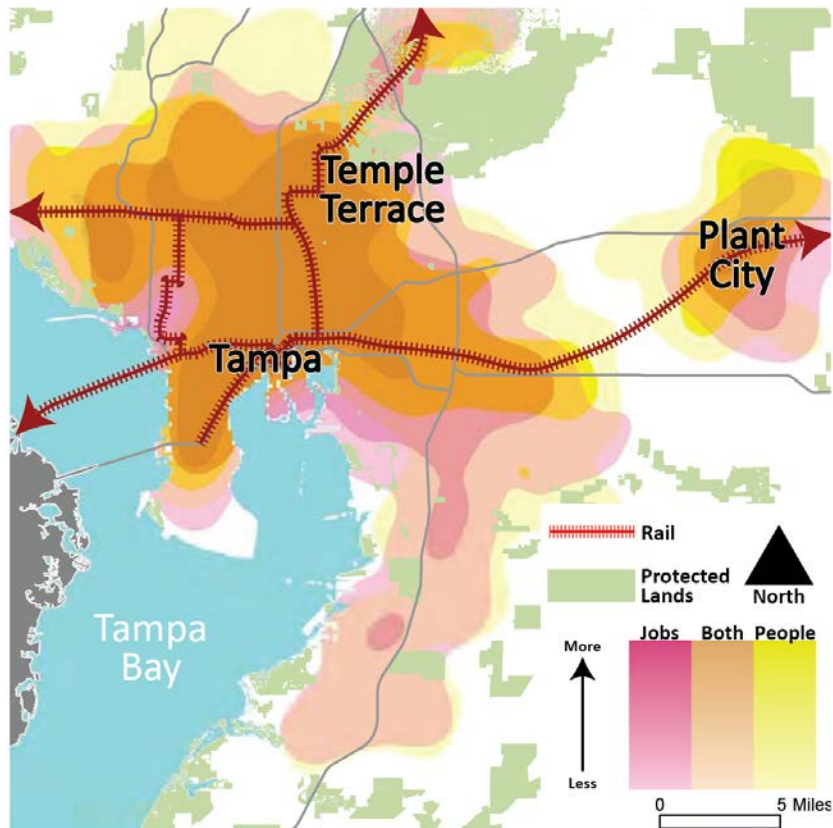 Temple
Terrace
Plant
City
Tampa
Tampa
Bay
Rail
Protected
Lands
North
More
Less
Jobs Both People
0 5 Miles